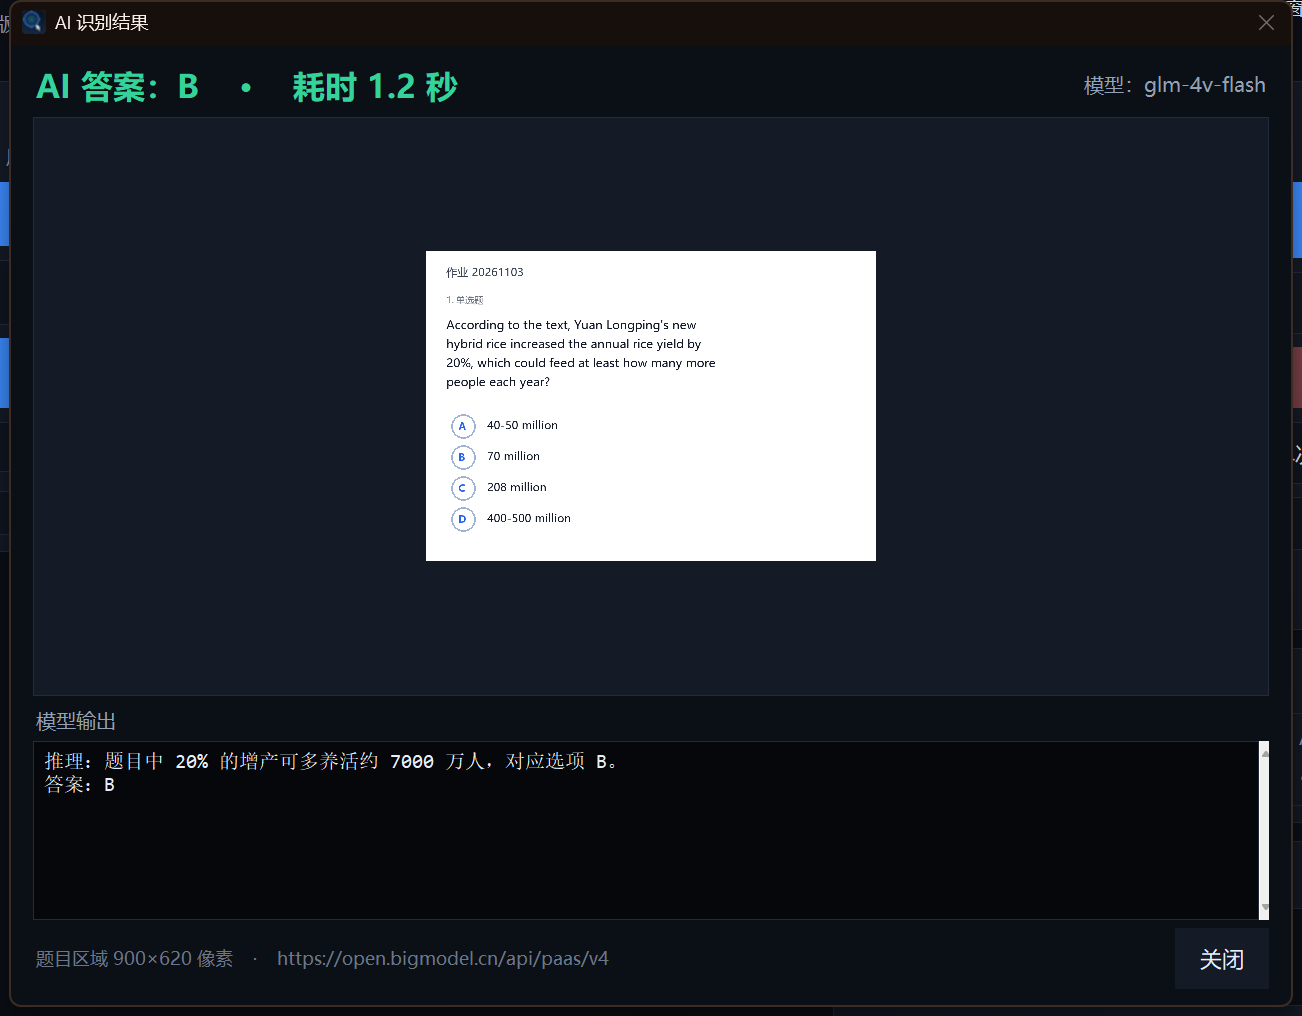 AI 识别结果
AI 答案：B • 耗时 1.2 秒
模型：glm-4v-flash
作业 20261103
1. 单选题
According to the text, Yuan Longping's new
hybrid rice increased the annual rice yield by
20%, which could feed at least how many more
people each year?
A 40-50 million
B 70 million
C 208 million
D 400-500 million
模型输出
推理：题目中 20% 的增产可多养活约 7000 万人，对应选项 B。
答案：B
题目区域 900×620 像素 · https://open.bigmodel.cn/api/paas/v4
关闭